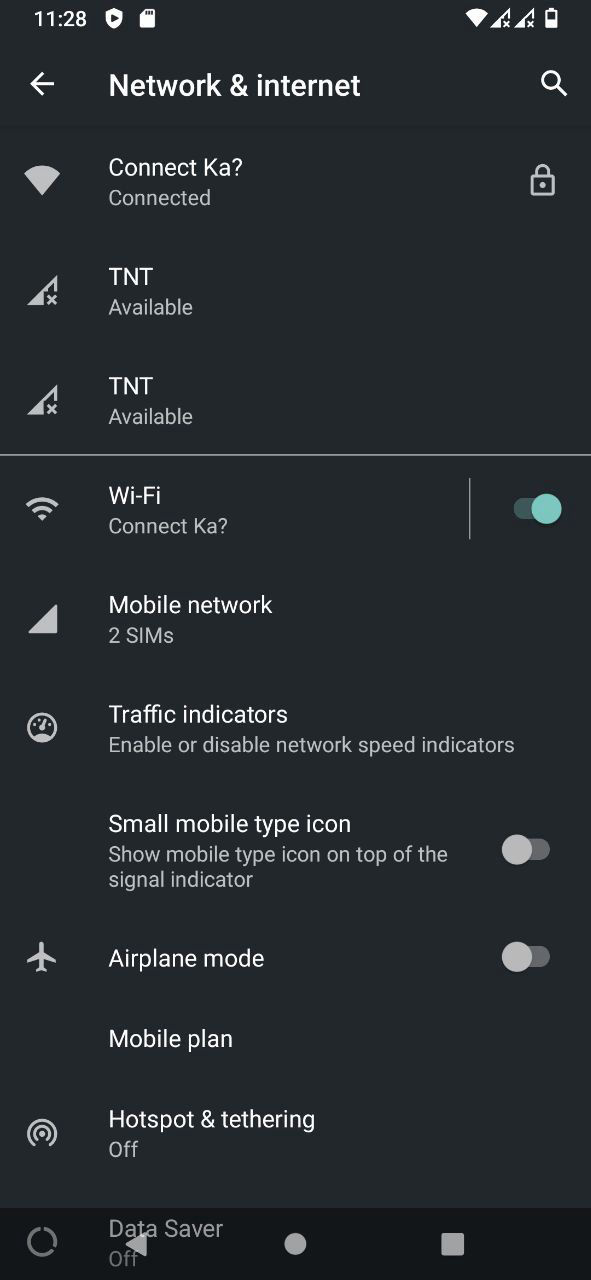 11:28
Network & internet
Connect Ka?
Connected
TNT
Available
TNT
Available
Wi-Fi
Connect Ka?
Mobile network
2 SIMs
Traffic indicators
Enable or disable network speed indicators
Small mobile type icon
Show mobile type icon on top of the
signal indicator
Airplane mode
Mobile plan
Hotspot & tethering
Off
Data Saver
Off